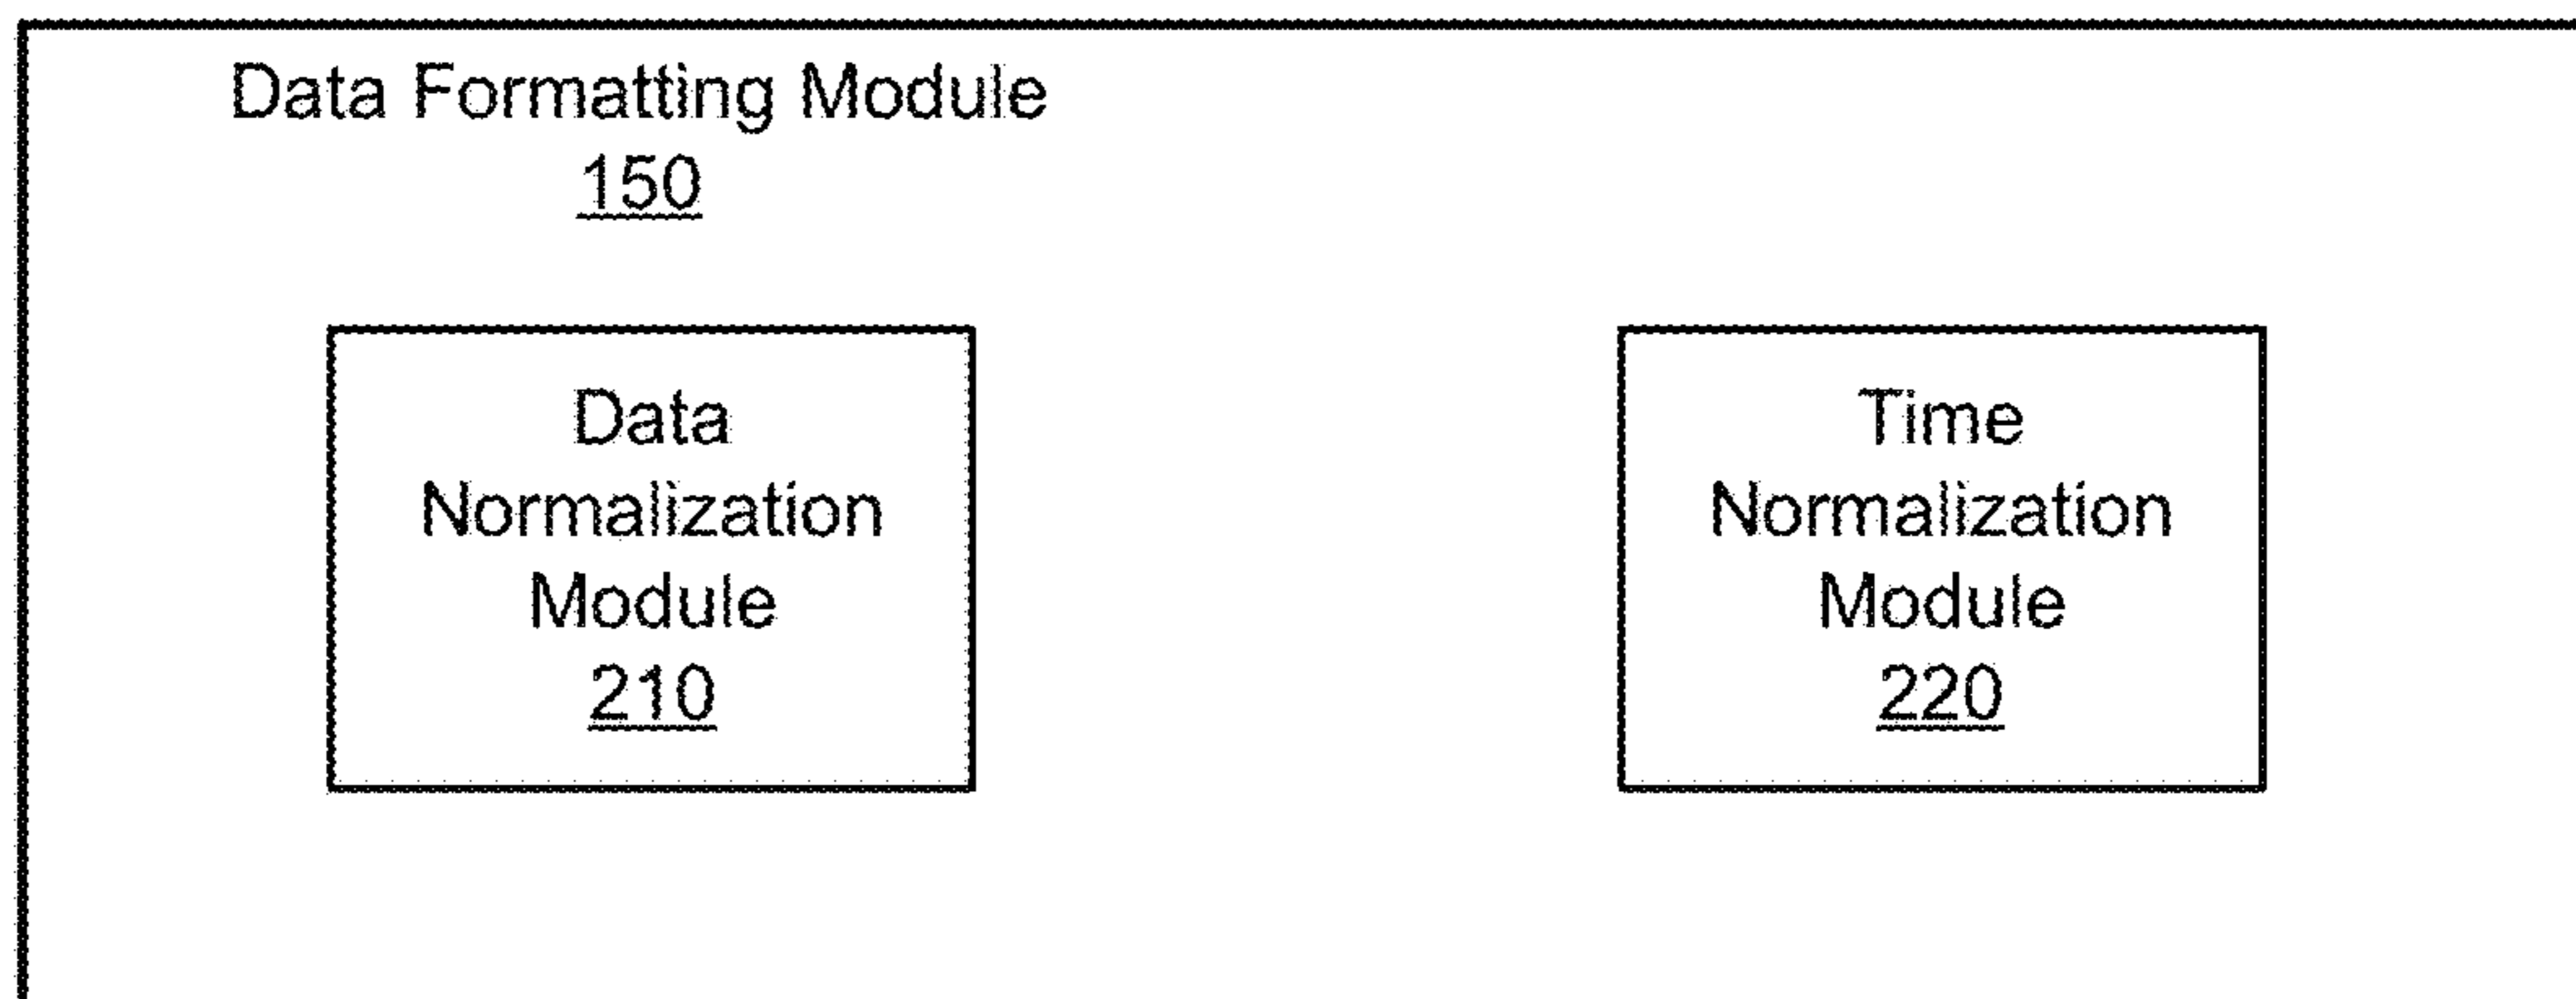 Data Formatting Module
150
Data
Normalization
Module
210
Time
Normalization
Module
220